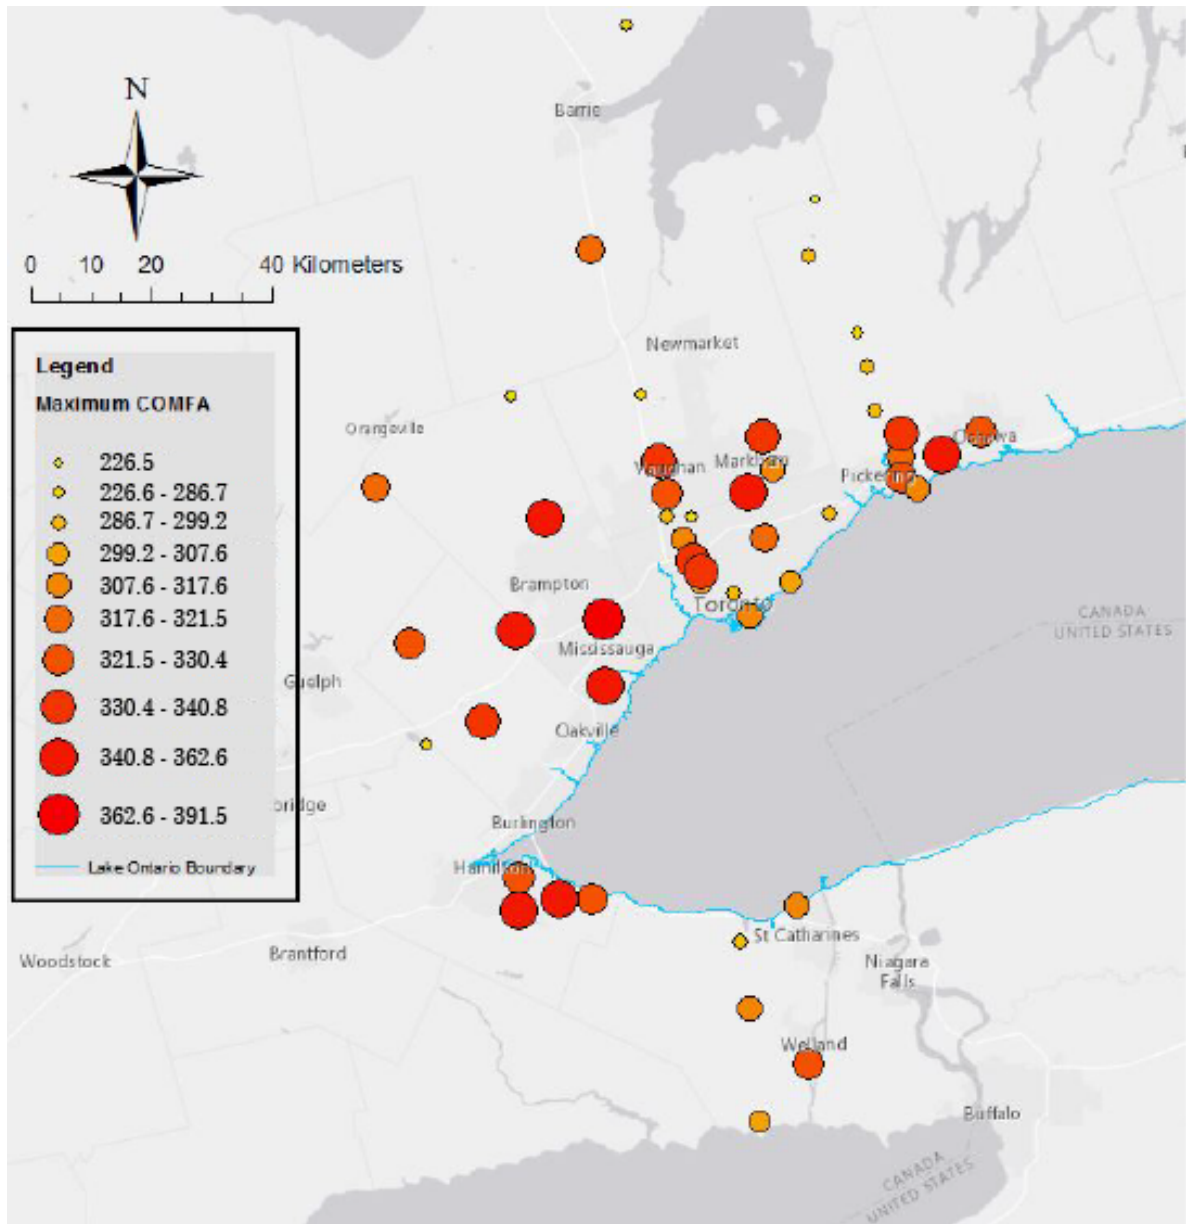 N
Barrie
0 10 20 40 Kilometers
Newmarket
Legend
Maximum COMFA
Orangeville
Oshawa
Vaughan
Markham
Pickering
226.5
226.6 - 286.7
286.7 - 299.2
299.2 - 307.6
307.6 - 317.6
317.6 - 321.5
321.5 - 330.4
330.4 - 340.8
340.8 - 362.6
362.6 - 391.5
Lake Ontario Boundary
Brampton
Toronto
CANADA
UNITED STATES
Mississauga
Guelph
Oakville
bridge
Burlington
Hamilton
St Catharines
Brantford
Woodstock
Niagara
Falls
Welland
Buffalo
CANADA
UNITED STATES